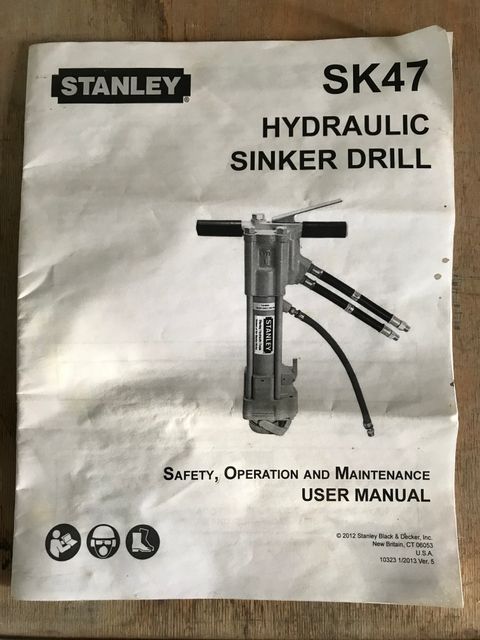 STANLEY®
SK47
HYDRAULIC
SINKER DRILL
STANLEY
SAFETY, OPERATION AND MAINTENANCE
USER MANUAL
© 2012 Stanley Black & Decker, Inc.
New Britain, CT 06053
U.S.A.
10323 1/2013 Ver. 5